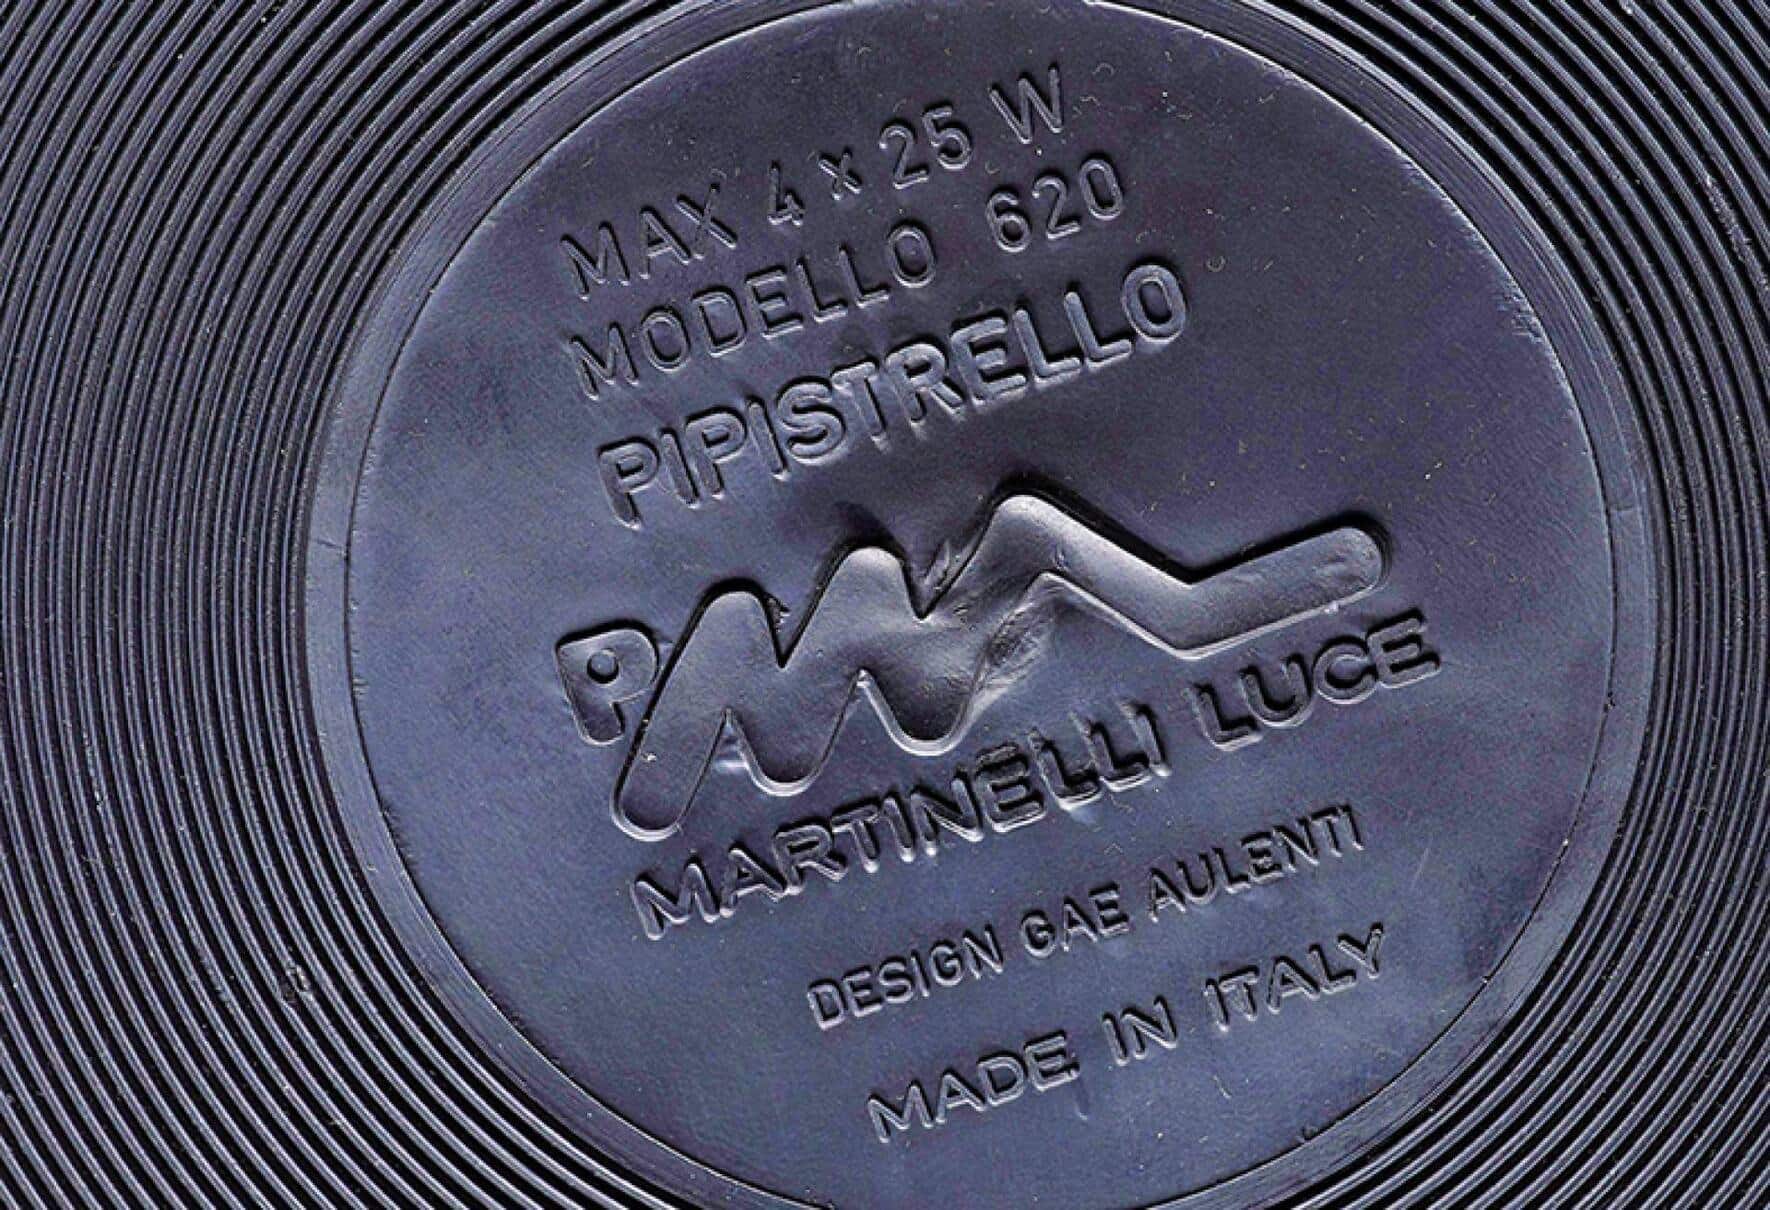 MAX 4 x 25 W
MODELLO 620
PIPISTRELLO
P
MARTINELLI LUCE
DESIGN GAE AULENTI
MADE IN ITALY